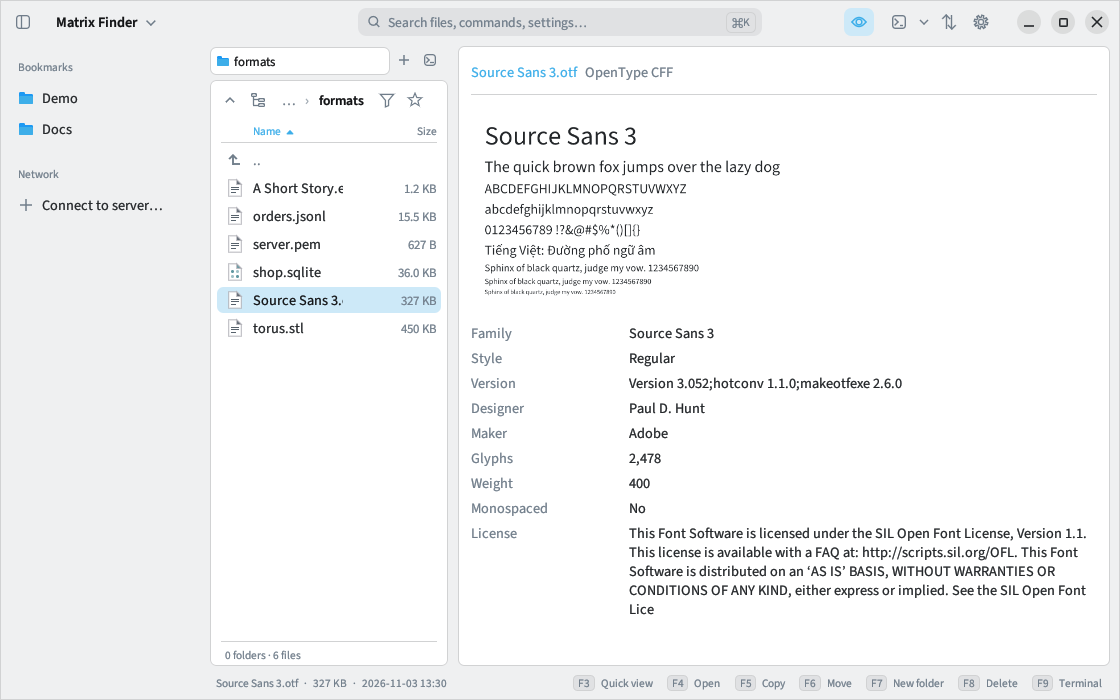 Matrix Finder
Search files, commands, settings…
⌘K
Bookmarks
Demo
Docs
Network
Connect to server…
formats
… › formats
Name Size
..
A Short Story.e 1.2 KB
orders.jsonl 15.5 KB
server.pem 627 B
shop.sqlite 36.0 KB
Source Sans 3. 327 KB
torus.stl 450 KB
0 folders · 6 files
Source Sans 3.otf OpenType CFF
Source Sans 3
The quick brown fox jumps over the lazy dog
ABCDEFGHIJKLMNOPQRSTUVWXYZ
abcdefghijklmnopqrstuvwxyz
0123456789 !?&@#$%*()[]{}
Tiếng Việt: Đường phố ngữ âm
Sphinx of black quartz, judge my vow. 1234567890
Sphinx of black quartz, judge my vow. 1234567890
Sphinx of black quartz, judge my vow. 1234567890
Family Source Sans 3
Style Regular
Version Version 3.052;hotconv 1.1.0;makeotfexe 2.6.0
Designer Paul D. Hunt
Maker Adobe
Glyphs 2,478
Weight 400
Monospaced No
License This Font Software is licensed under the SIL Open Font License, Version 1.1.
This license is available with a FAQ at: http://scripts.sil.org/OFL. This Font
Software is distributed on an ‘AS IS’ BASIS, WITHOUT WARRANTIES OR
CONDITIONS OF ANY KIND, either express or implied. See the SIL Open Font
Lice
Source Sans 3.otf · 327 KB · 2026-11-03 13:30
F3 Quick view F4 Open F5 Copy F6 Move F7 New folder F8 Delete F9 Terminal